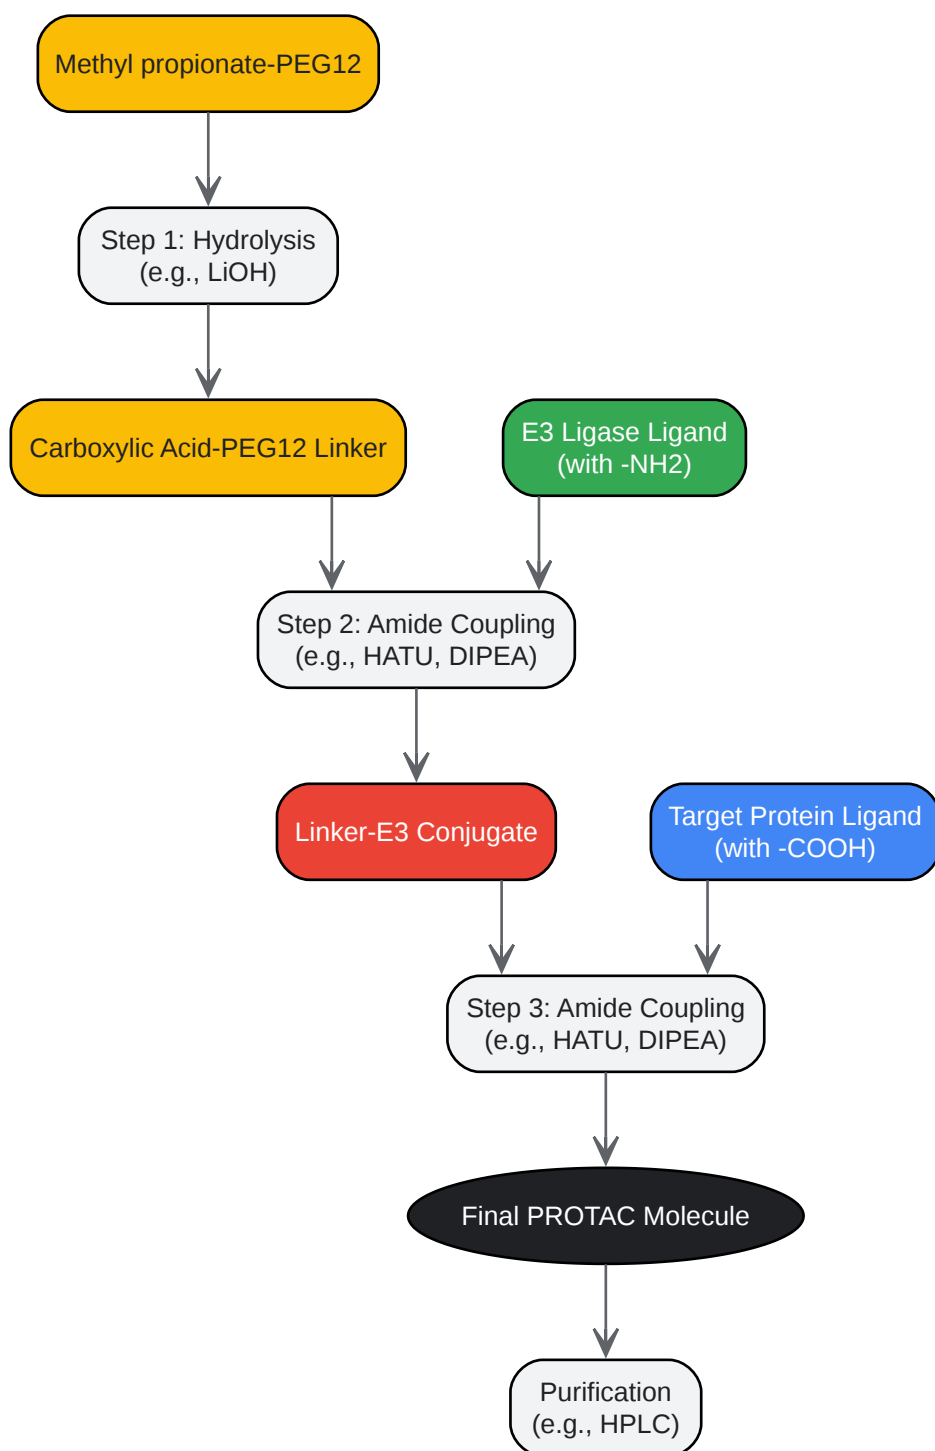 Methyl propionate-PEG12
Step 1: Hydrolysis
(e.g., LiOH)
Carboxylic Acid-PEG12 Linker
E3 Ligase Ligand
(with -NH2)
Step 2: Amide Coupling
(e.g., HATU, DIPEA)
Linker-E3 Conjugate
Target Protein Ligand
(with -COOH)
Step 3: Amide Coupling
(e.g., HATU, DIPEA)
Final PROTAC Molecule
Purification
(e.g., HPLC)